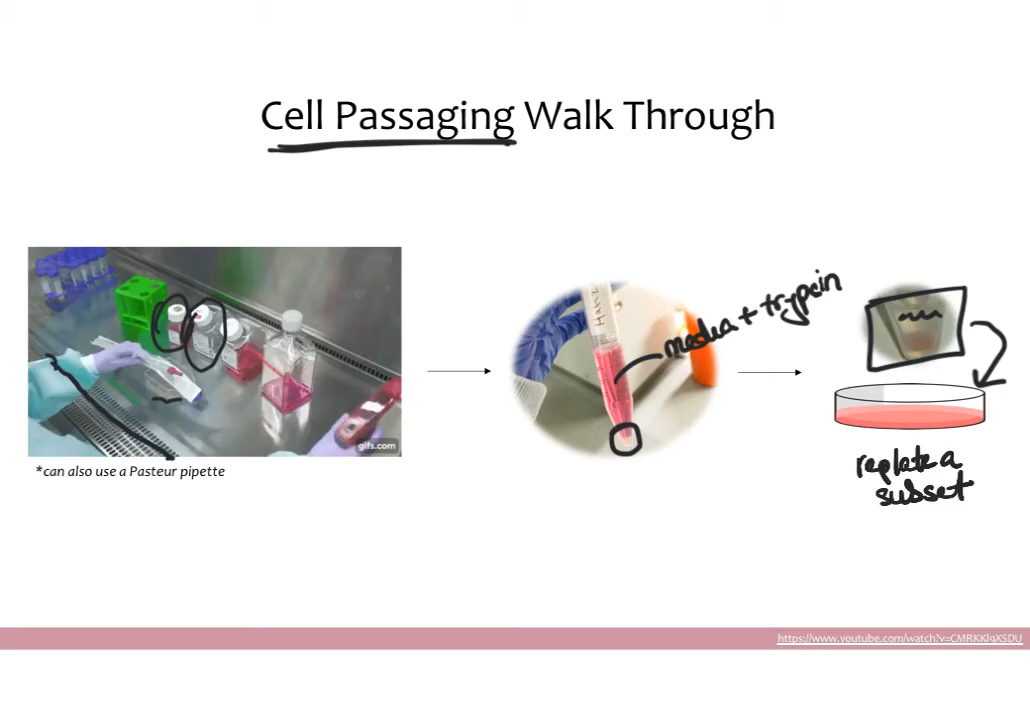 Cell Passaging Walk Through
media + trypsin
gifs.com
*can also use a Pasteur pipette
replate a
subset
https://www.youtube.com/watch?v=CMRKKl9XSDU